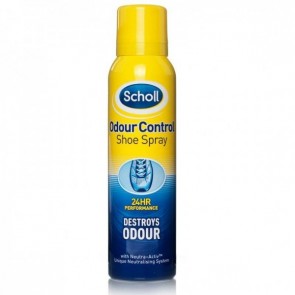 Scholl
Odour Control
Shoe Spray
24HR
PERFORMANCE
DESTROYS
ODOUR
with Neutra-Activ™
Unique Neutralising System